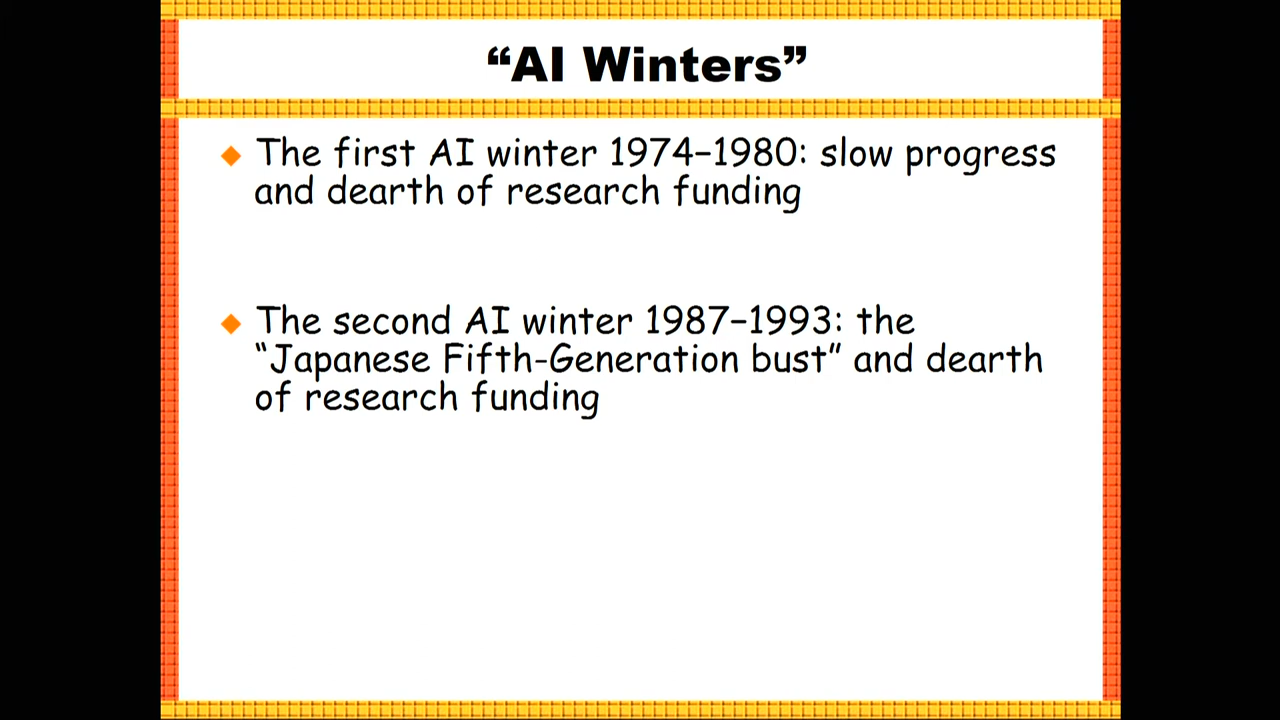 “AI Winters”
The first AI winter 1974–1980: slow progress
and dearth of research funding
The second AI winter 1987–1993: the
“Japanese Fifth-Generation bust” and dearth
of research funding